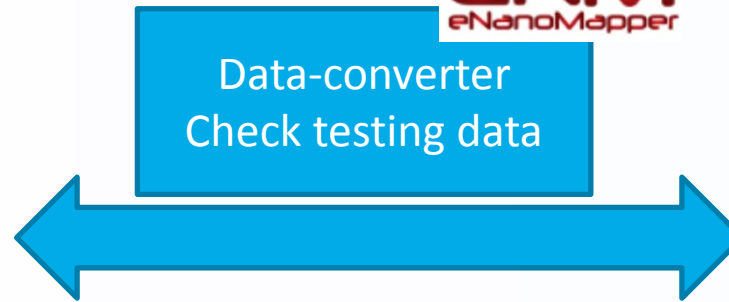 eNanoMapper
Data-converter
Check testing data